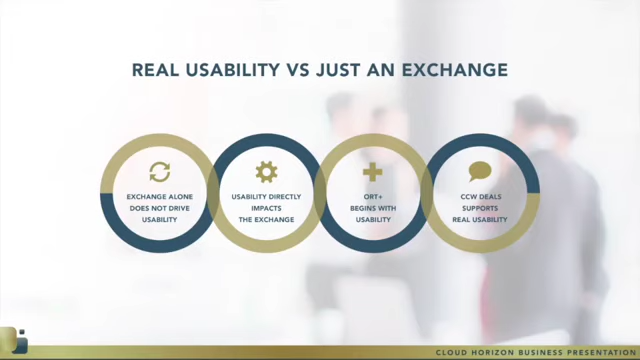 REAL USABILITY VS JUST AN EXCHANGE
EXCHANGE ALONE
DOES NOT DRIVE
USABILITY
USABILITY DIRECTLY
IMPACTS
THE EXCHANGE
ORT+
BEGINS WITH
USABILITY
CCW DEALS
SUPPORTS
REAL USABILITY
CLOUD HORIZON BUSINESS PRESENTATION